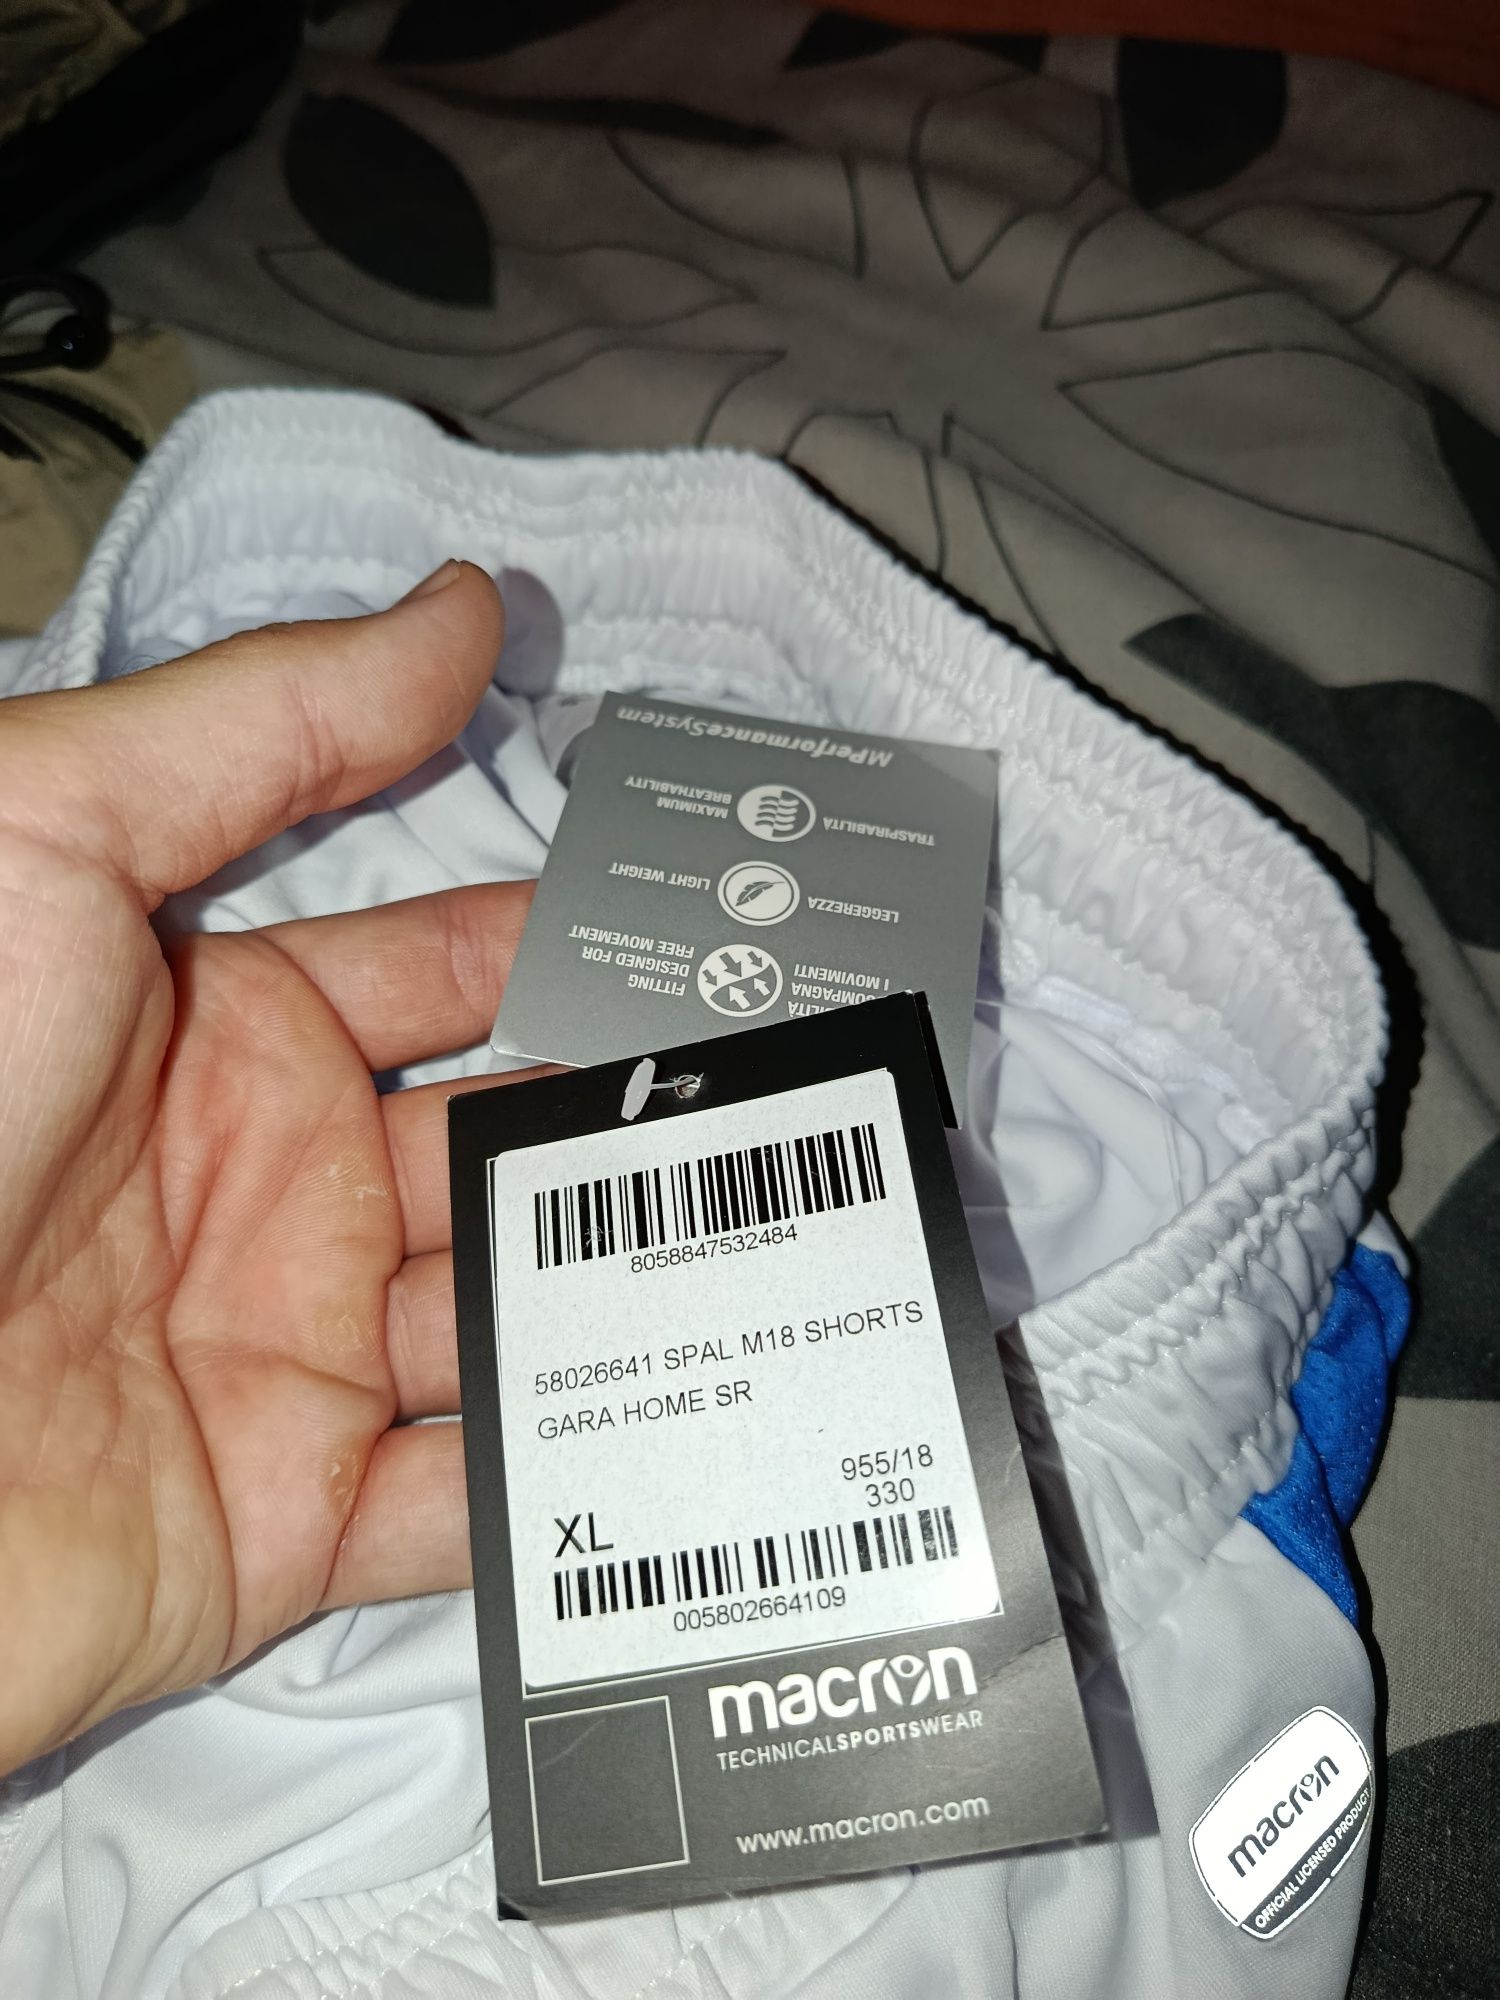 MPerformanceSystem
TRASPIRABILITÀ
MAXIMUM
BREATHABILITY
LEGGEREZZA
LIGHT WEIGHT
I MOVIMENTI
FITTING
DESIGNED FOR
FREE MOVEMENT
8058847532484
58026641 SPAL M18 SHORTS
GARA HOME SR
955/18
330
XL
005802664109
macron
TECHNICALSPORTSWEAR
www.macron.com
macron
OFFICIAL LICENSED PRODUCT